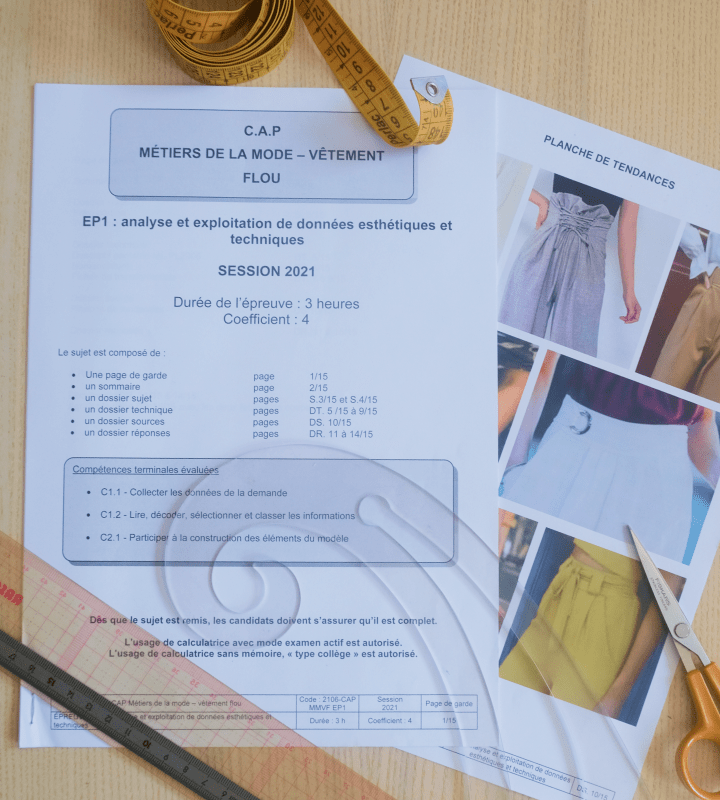 C.A.P
MÉTIERS DE LA MODE – VÊTEMENT
FLOU
EP1 : analyse et exploitation de données esthétiques et
techniques
SESSION 2021
Durée de l'épreuve : 3 heures
Coefficient : 4
Le sujet est composé de :
• Une page de garde page 1/15
• un sommaire page 2/15
• un dossier sujet pages S.3/15 et S.4/15
• un dossier technique pages DT. 5 /15 à 9/15
• un dossier sources pages DS. 10/15
• un dossier réponses pages DR. 11 à 14/15
Compétences terminales évaluées
• C1.1 - Collecter les données de la demande
• C1.2 - Lire, décoder, sélectionner et classer les informations
• C2.1 - Participer à la construction des éléments du modèle
Dès que le sujet est remis, les candidats doivent s'assurer qu'il est complet.
L'usage de calculatrice avec mode examen actif est autorisé.
L'usage de calculatrice sans mémoire, « type collège » est autorisé.
CAP Métiers de la mode – vêtement flou
Code : 2106-CAP
MMVF EP1
Session
2021
Page de garde
et exploitation de données esthétiques et
techniques
Durée : 3 h
Coefficient : 4
1/15
PLANCHE DE TENDANCES
alyse et exploitation de données
esthétiques et techniques
DS. 10/15
12
11
10
9
8
7